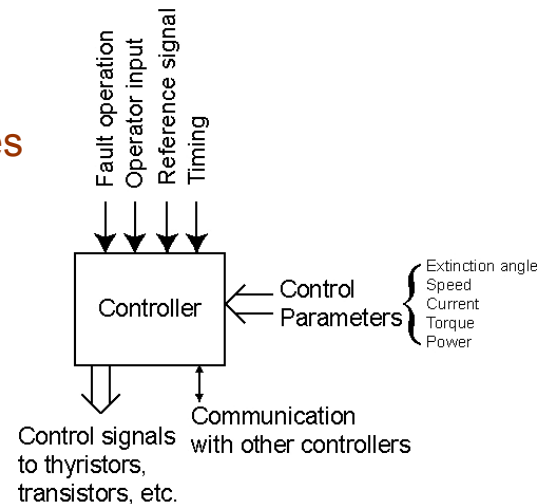 Fault operation
Operator input
Reference signal
Timing
es
Controller
Control
Parameters
Extinction angle
Speed
Current
Torque
Power
Communication
with other controllers
Control signals
to thyristors,
transistors, etc.